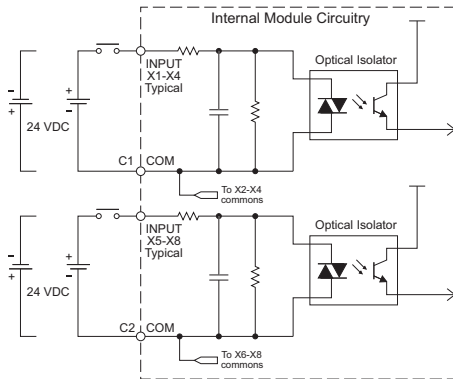 Internal Module Circuitry
INPUT
X1-X4
Typical
Optical Isolator
-
+
+
-
24 VDC
C1 COM
To X2-X4
commons
INPUT
X5-X8
Typical
Optical Isolator
-
+
+
-
24 VDC
C2 COM
To X6-X8
commons